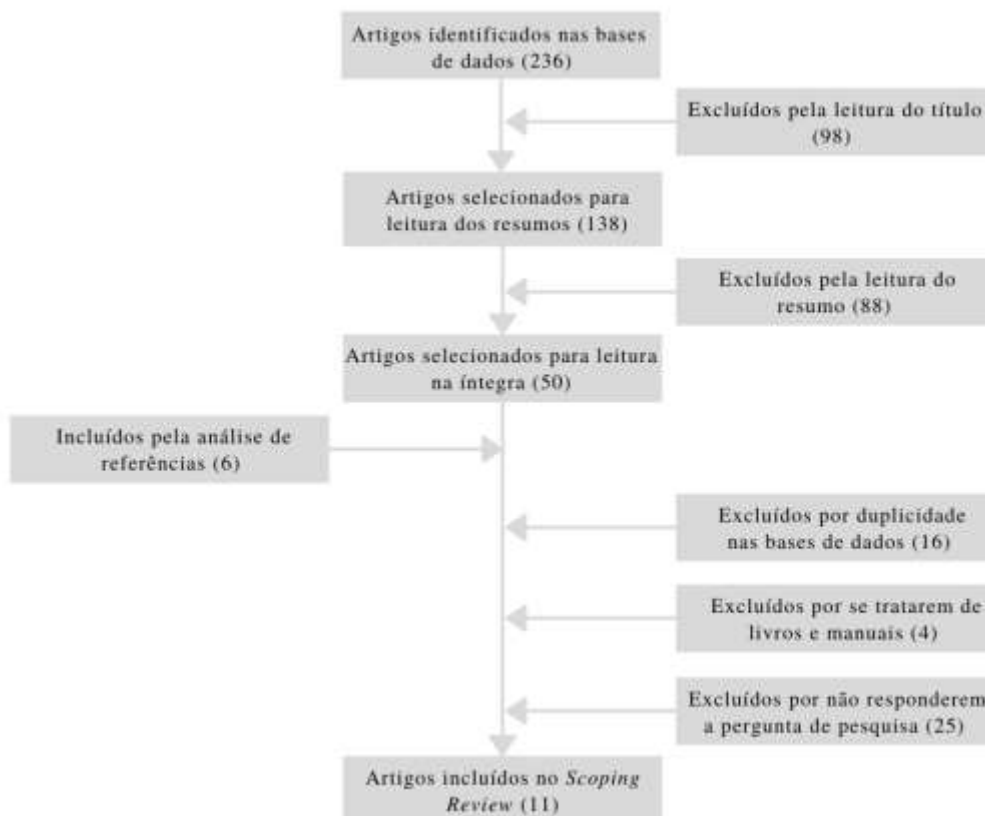 Artigos identificados nas bases
de dados (236)
Excluídos pela leitura do título
(98)
Artigos selecionados para
leitura dos resumos (138)
Excluídos pela leitura do
resumo (88)
Artigos selecionados para leitura
na íntegra (50)
Incluídos pela análise de
referências (6)
Excluídos por duplicidade
nas bases de dados (16)
Excluídos por se tratarem de
livros e manuais (4)
Excluídos por não responderem
a pergunta de pesquisa (25)
Artigos incluídos no Scoping
Review (11)